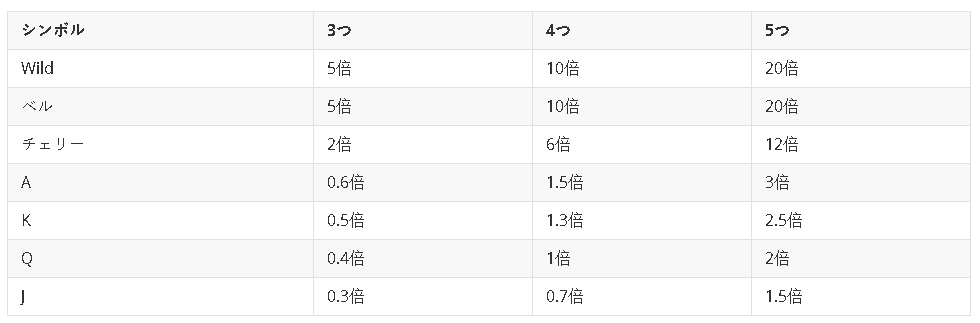 シンボル 3つ 4つ 5つ
Wild 5倍 10倍 20倍
ベル 5倍 10倍 20倍
チェリー 2倍 6倍 12倍
A 0.6倍 1.5倍 3倍
K 0.5倍 1.3倍 2.5倍
Q 0.4倍 1倍 2倍
J 0.3倍 0.7倍 1.5倍